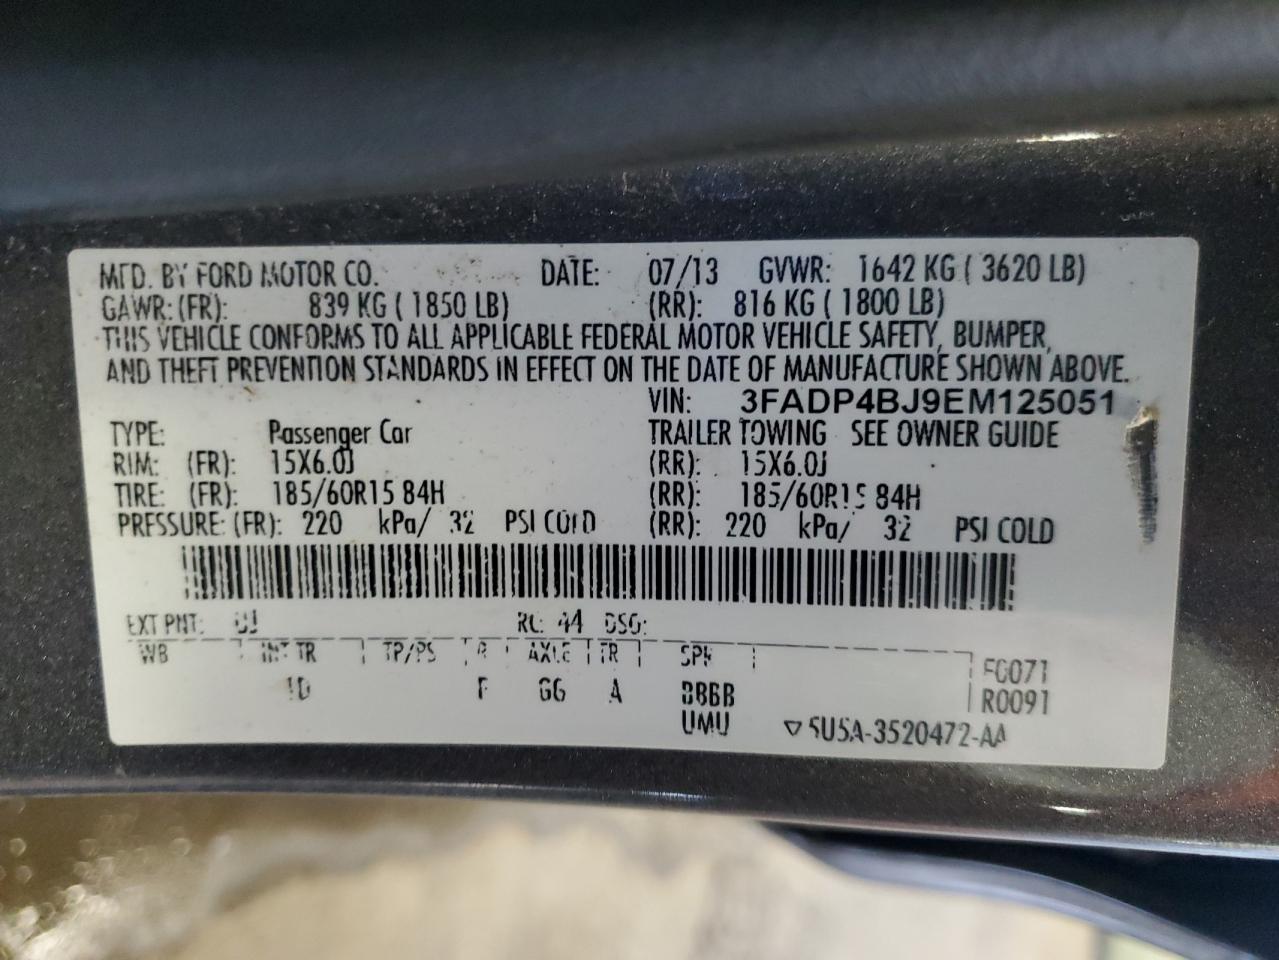 MFD. BY FORD MOTOR CO. DATE: 07/13 GVWR: 1642 KG ( 3620 LB)
GAWR: (FR): 839 KG ( 1850 LB) (RR): 816 KG ( 1800 LB)
THIS VEHICLE CONFORMS TO ALL APPLICABLE FEDERAL MOTOR VEHICLE SAFETY, BUMPER,
AND THEFT PREVENTION STANDARDS IN EFFECT ON THE DATE OF MANUFACTURE SHOWN ABOVE.
VIN: 3FADP4BJ9EM125051
TYPE: Passenger Car TRAILER TOWING SEE OWNER GUIDE
RIM: (FR): 15X6.0J (RR): 15X6.0J
TIRE: (FR): 185/60R15 84H (RR): 185/60R15 84H
PRESSURE: (FR): 220 kPa/ 32 PSI COLD (RR): 220 kPa/ 32 PSI COLD
EXT PNT: UJ RC: 44 DSO:
WB INT TR TP/PS R AXLE TR SPR
F0071
GG A BBBB R0091
UMU ▽5U5A-3520472-AA